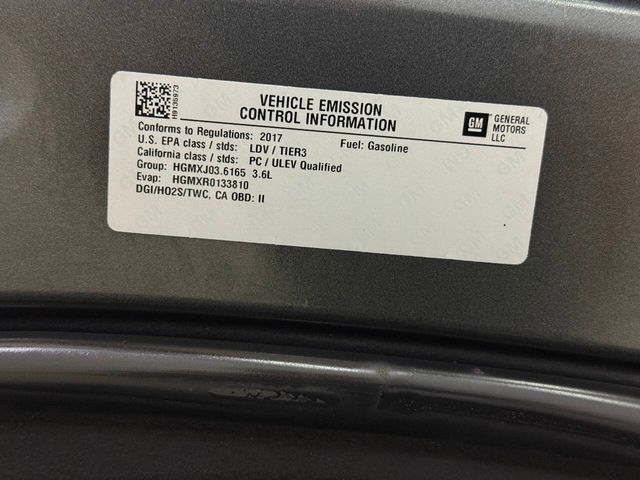 H9135973
VEHICLE EMISSION
CONTROL INFORMATION
GM
GENERAL
MOTORS
LLC
Conforms to Regulations: 2017
Fuel: Gasoline
U.S. EPA class / stds: LDV / TIER3
California class / stds: PC / ULEV Qualified
Group: HGMXJ03.6165 3.6L
Evap: HGMXR0133810
DGI/HO2S/TWC, CA OBD: II